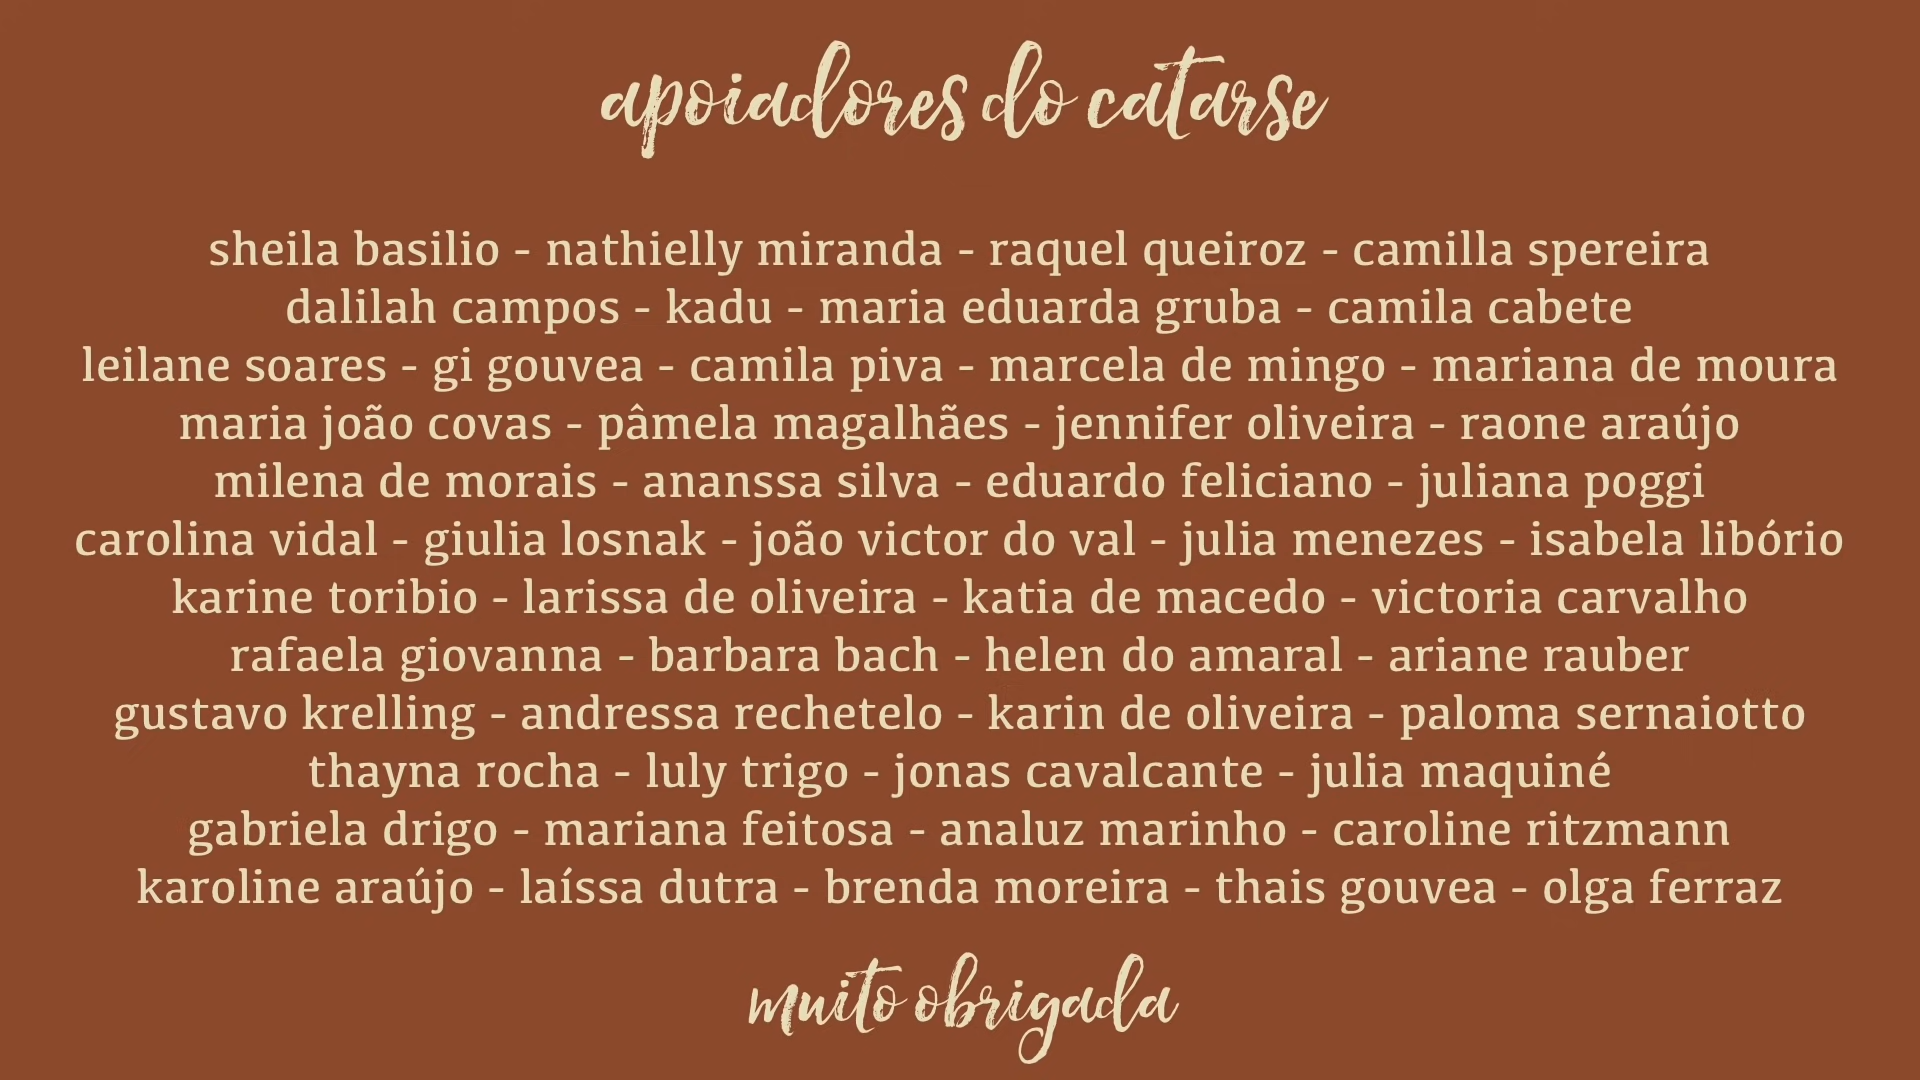 apoiadores do catarse
sheila basilio - nathielly miranda - raquel queiroz - camilla spereira
dalilah campos - kadu - maria eduarda gruba - camila cabete
leilane soares - gi gouvea - camila piva - marcela de mingo - mariana de moura
maria joão covas - pâmela magalhães - jennifer oliveira - raone araújo
milena de morais - ananssa silva - eduardo feliciano - juliana poggi
carolina vidal - giulia losnak - joão victor do val - julia menezes - isabela libório
karine toribio - larissa de oliveira - katia de macedo - victoria carvalho
rafaela giovanna - barbara bach - helen do amaral - ariane rauber
gustavo krelling - andressa rechetelo - karin de oliveira - paloma sernaiotto
thayna rocha - luly trigo - jonas cavalcante - julia maquiné
gabriela drigo - mariana feitosa - analuz marinho - caroline ritzmann
karoline araújo - laíssa dutra - brenda moreira - thais gouvea - olga ferraz
muito obrigada